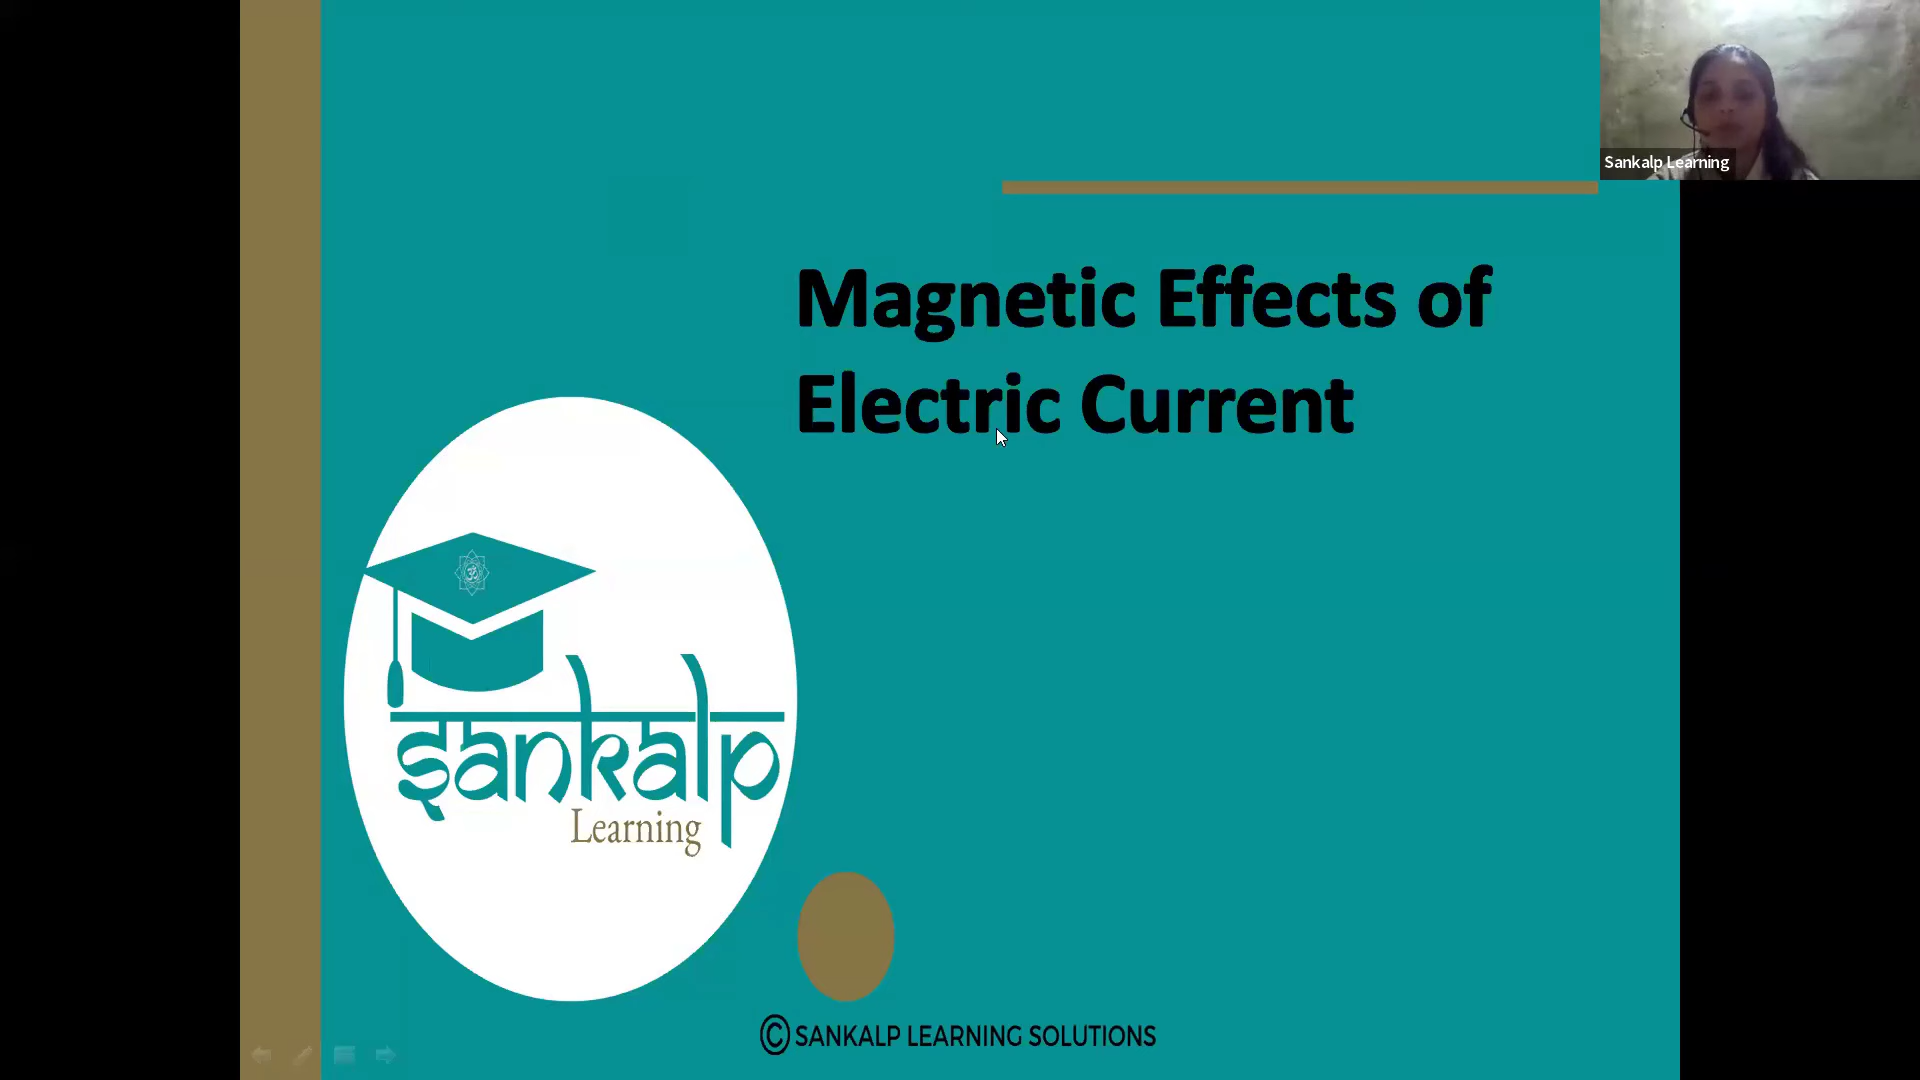 Sankalp Learning
Magnetic Effects of
Electric Current
ॐ
sankalp
Learning
© SANKALP LEARNING SOLUTIONS